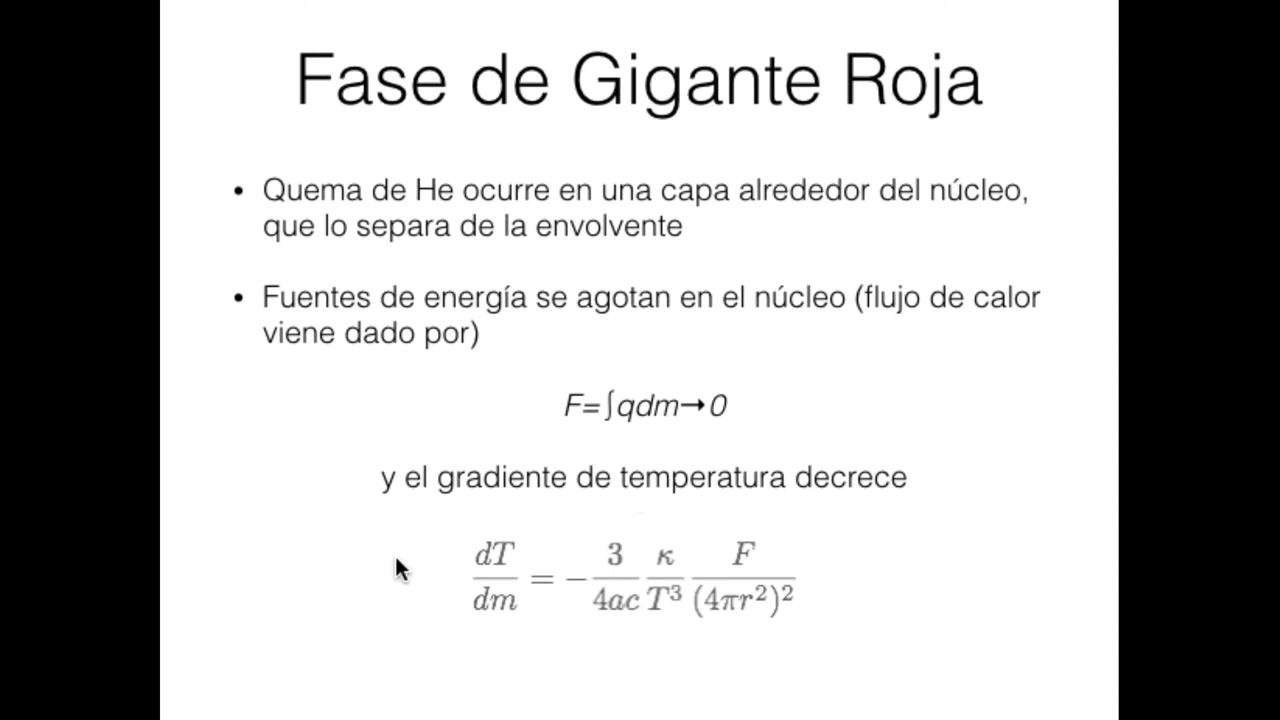 Fase de Gigante Roja
• Quema de He ocurre en una capa alrededor del núcleo,
que lo separa de la envolvente
• Fuentes de energía se agotan en el núcleo (flujo de calor
viene dado por)
F=∫qdm→0
y el gradiente de temperatura decrece
dT/dm = − 3/4ac κ/T³ F/(4πr²)²